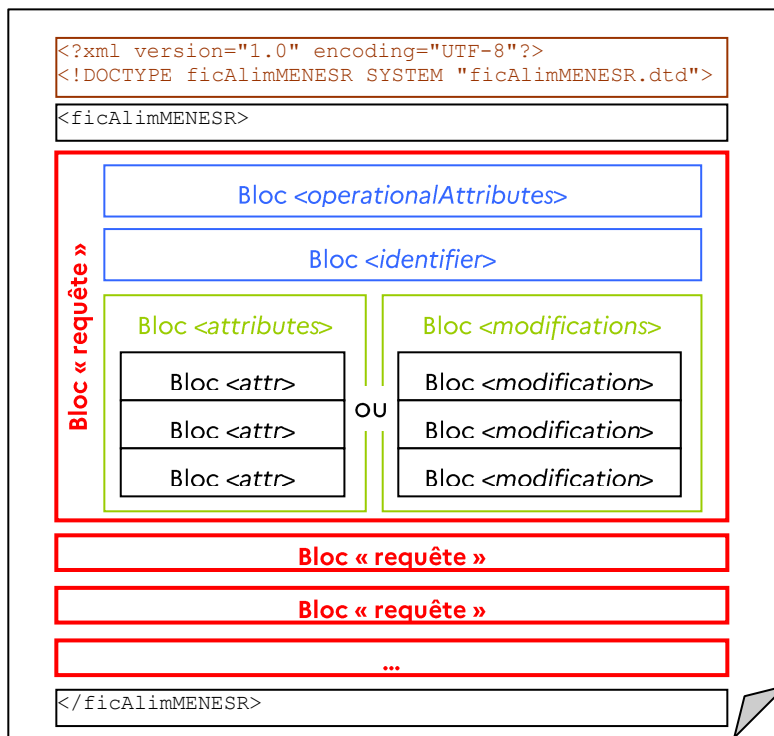 <?xml version="1.0" encoding="UTF-8"?>
<!DOCTYPE ficAlimMENESR SYSTEM "ficAlimMENESR.dtd">
<ficAlimMENESR>
Bloc « requête »
Bloc <operationalAttributes>
Bloc <identifier>
Bloc <attributes>
Bloc <attr>
Bloc <attr>
Bloc <attr>
ou
Bloc <modifications>
Bloc <modification>
Bloc <modification>
Bloc <modification>
Bloc « requête »
Bloc « requête »
...
</ficAlimMENESR>